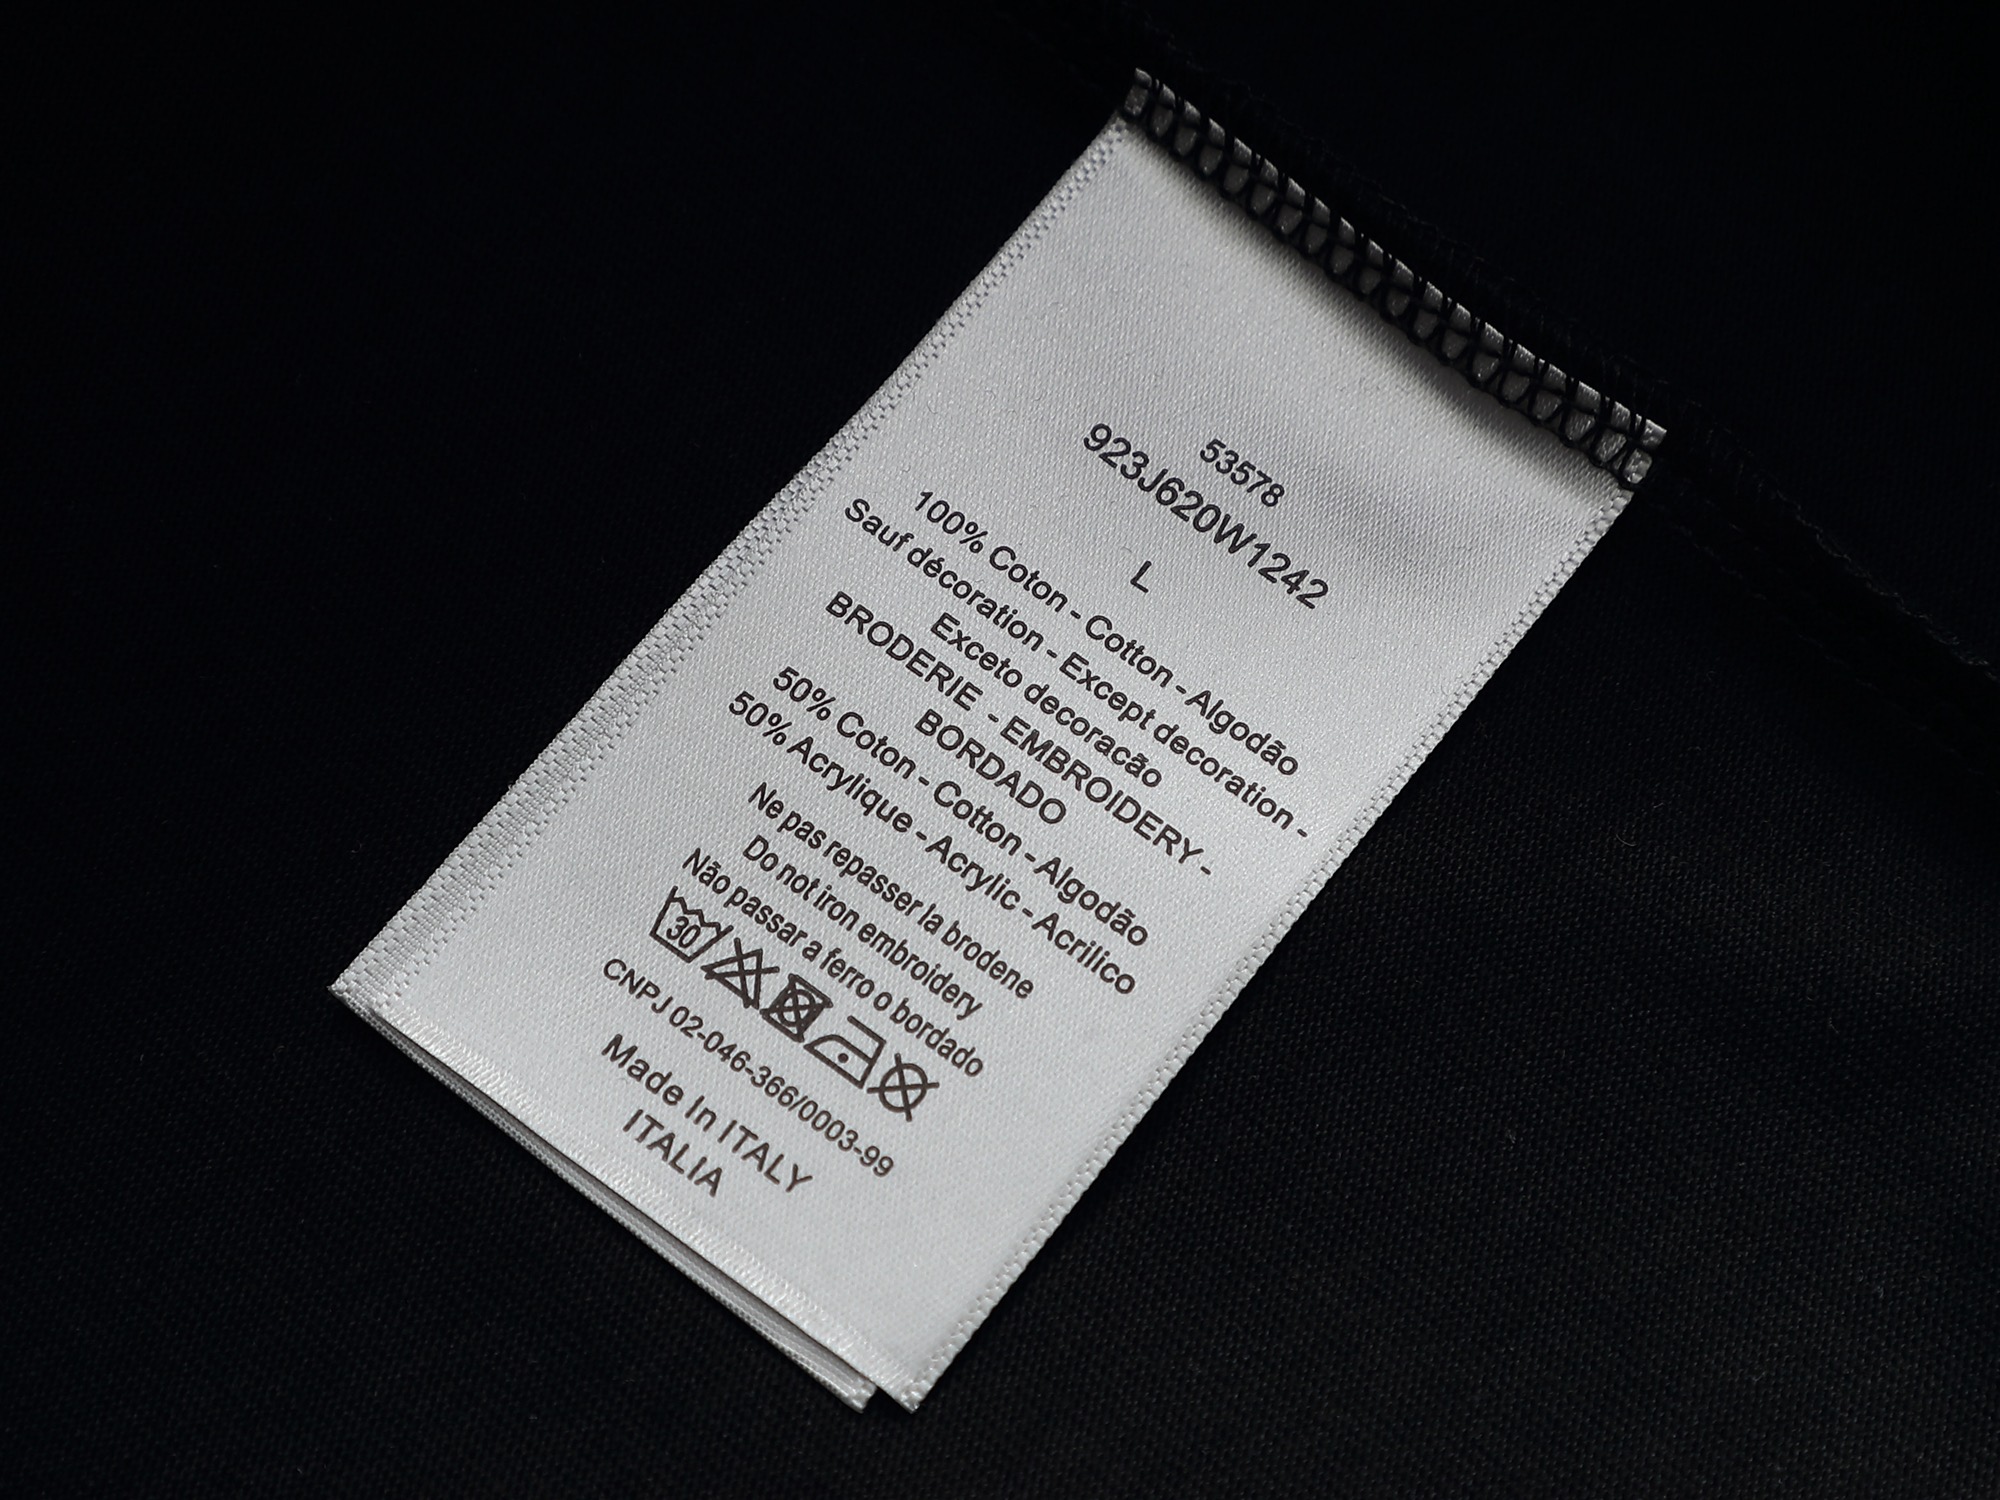 53578
923J620W1242
L
100% Coton - Cotton - Algodão
Sauf décoration - Except decoration -
Exceto decoracão
BRODERIE - EMBROIDERY -
BORDADO
50% Coton - Cotton - Algodão
50% Acrylique - Acrylic - Acrilico
Ne pas repasser la brodene
Do not iron embroidery
Não passar a ferro o bordado
30
CNPJ 02-046-366/0003-99
Made In ITALY
ITALIA